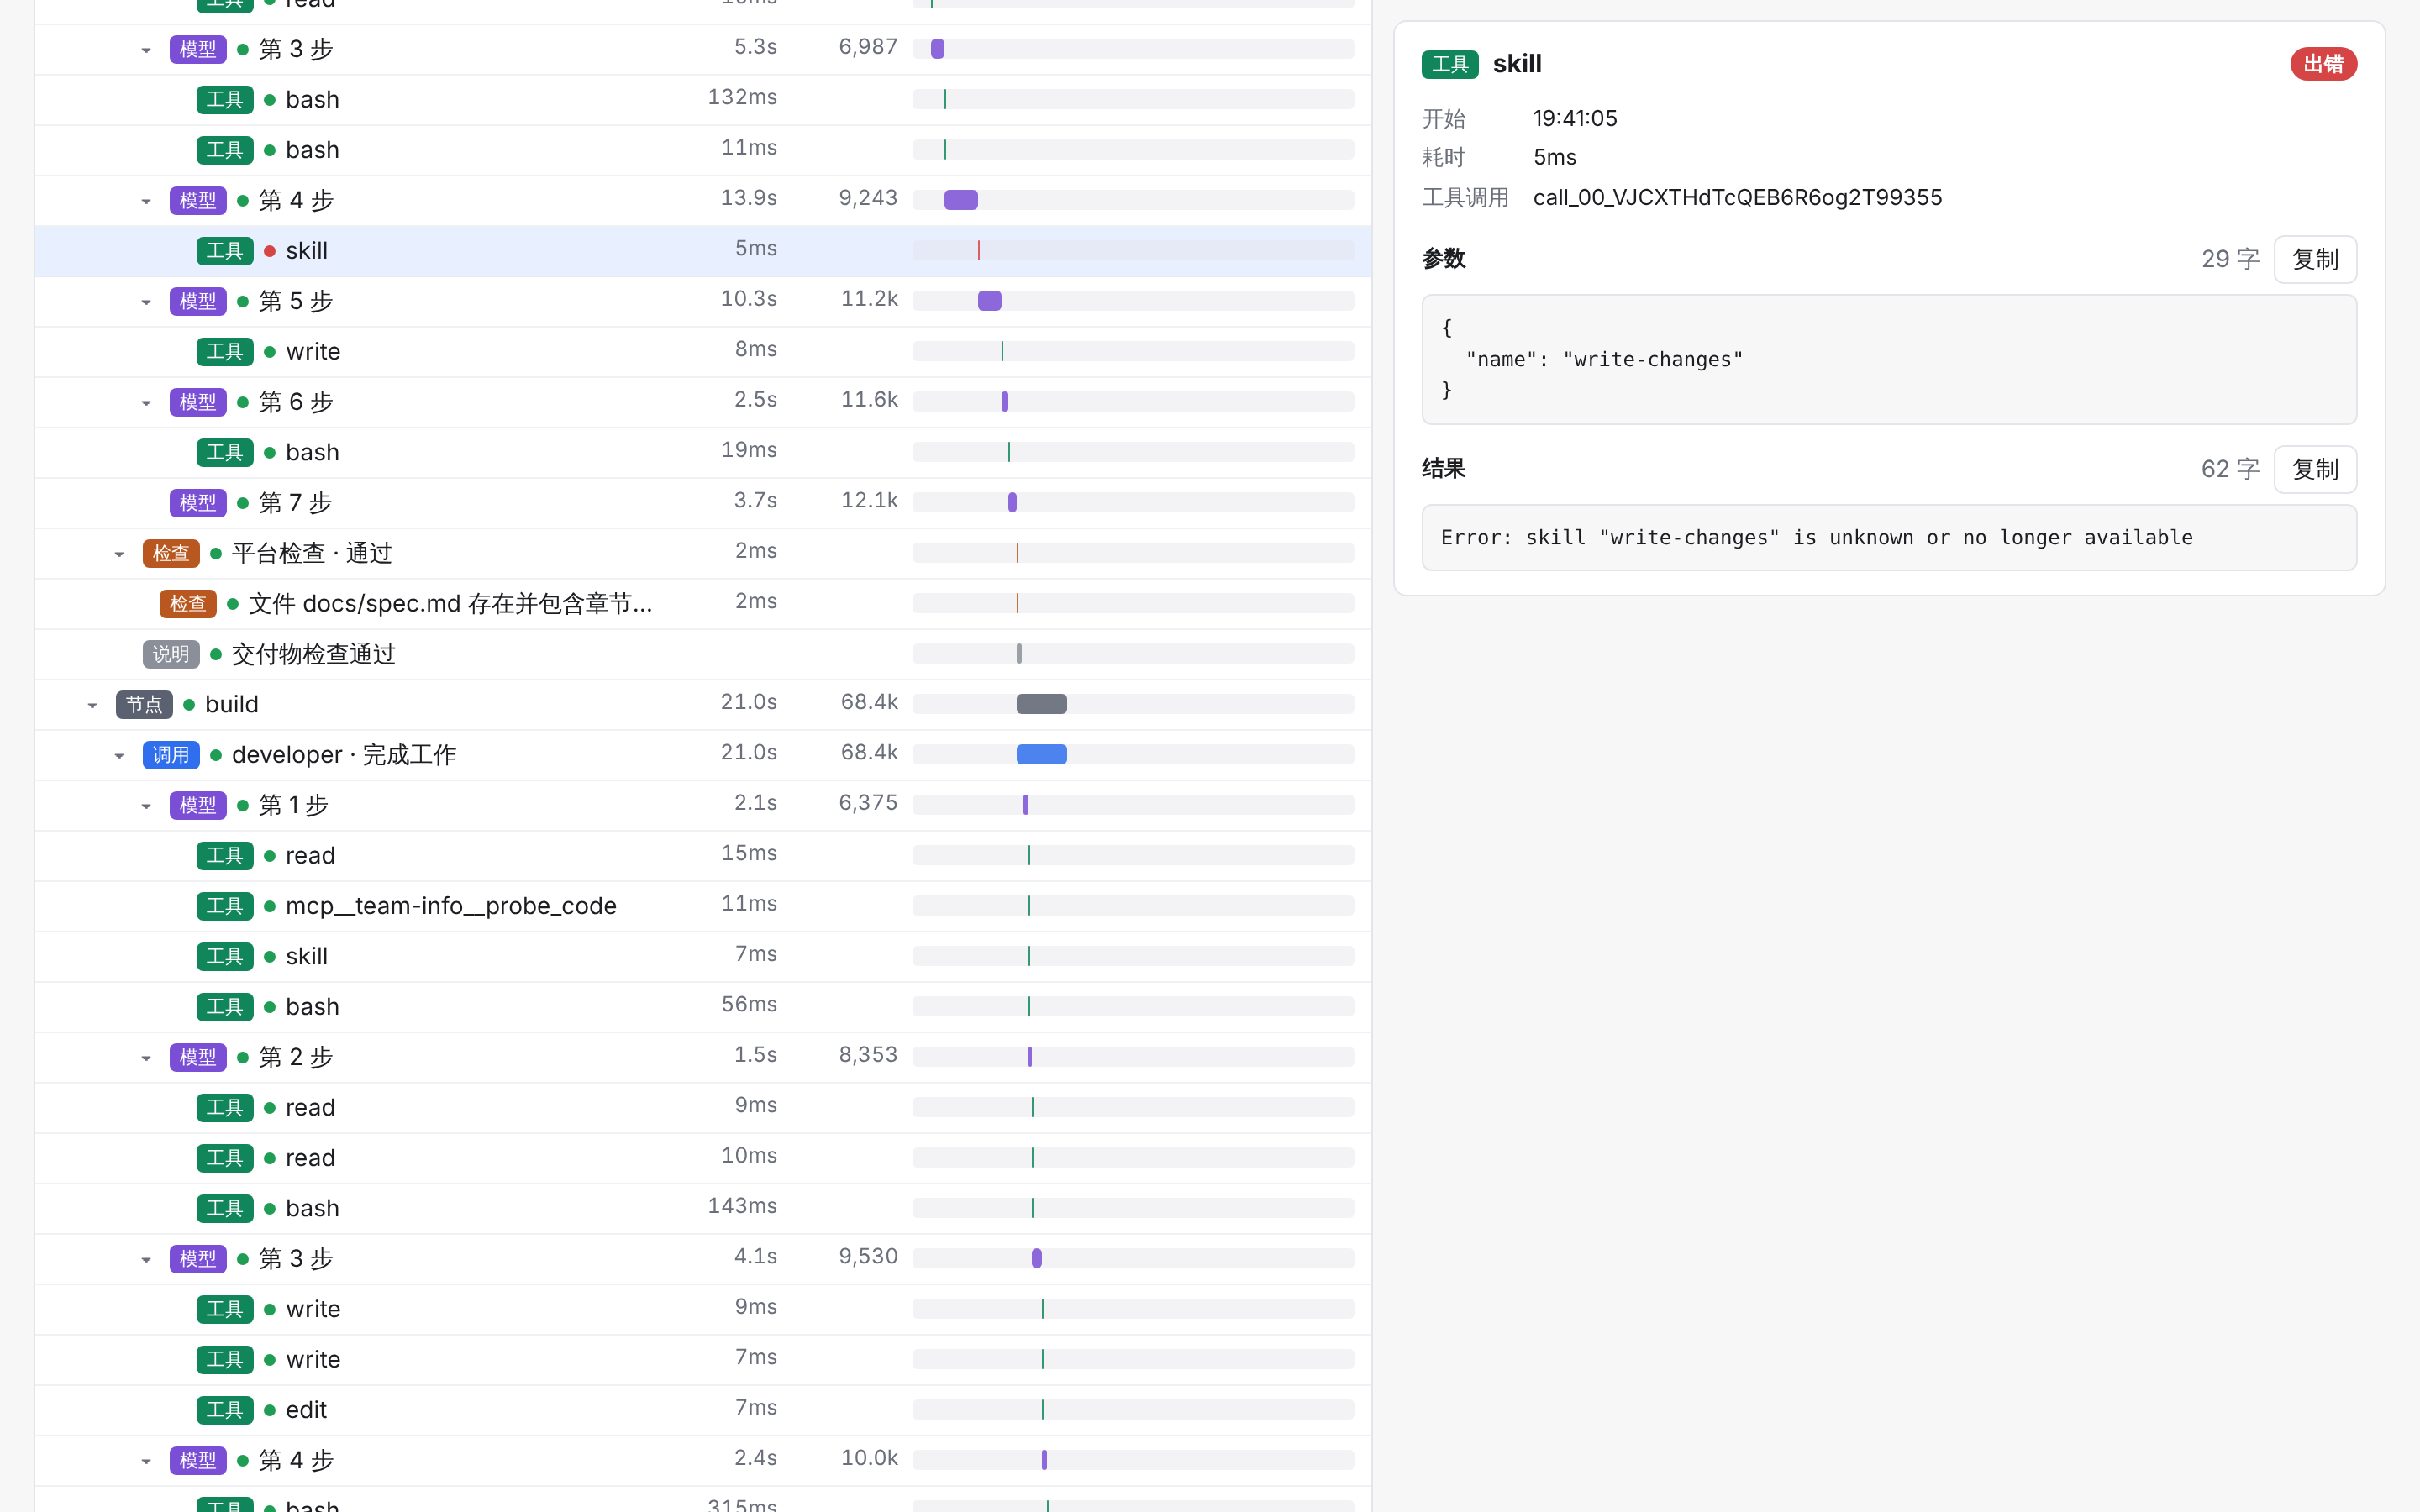 工具 read 16ms
模型 第 3 步 5.3s 6,987
工具 bash 132ms
工具 bash 11ms
模型 第 4 步 13.9s 9,243
工具 skill 5ms
模型 第 5 步 10.3s 11.2k
工具 write 8ms
模型 第 6 步 2.5s 11.6k
工具 bash 19ms
模型 第 7 步 3.7s 12.1k
检查 平台检查 · 通过 2ms
检查 文件 docs/spec.md 存在并包含章节... 2ms
说明 交付物检查通过
节点 build 21.0s 68.4k
调用 developer · 完成工作 21.0s 68.4k
模型 第 1 步 2.1s 6,375
工具 read 15ms
工具 mcp__team-info__probe_code 11ms
工具 skill 7ms
工具 bash 56ms
模型 第 2 步 1.5s 8,353
工具 read 9ms
工具 read 10ms
工具 bash 143ms
模型 第 3 步 4.1s 9,530
工具 write 9ms
工具 write 7ms
工具 edit 7ms
模型 第 4 步 2.4s 10.0k
工具 bash 315ms
工具 skill 出错
开始 19:41:05
耗时 5ms
工具调用 call_00_VJCXTHdTcQEB6R6og2T99355
参数 29 字 复制
{
"name": "write-changes"
}
结果 62 字 复制
Error: skill "write-changes" is unknown or no longer available